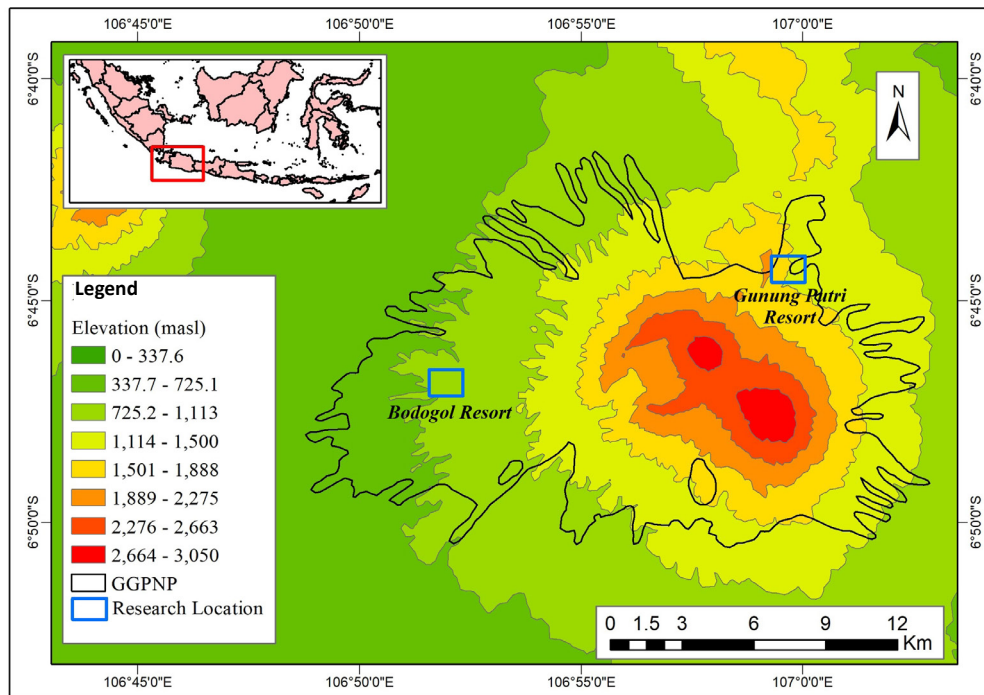 106°45'0"E
106°50'0"E
106°55'0"E
107°0'0"E
6°40'0"S
6°40'0"S
N
6°45'0"S
6°45'0"S
Gunung Putri
Resort
Bodogol Resort
Legend
Elevation (masl)
0 - 337.6
337.7 - 725.1
725.2 - 1,113
1,114 - 1,500
1,501 - 1,888
1,889 - 2,275
2,276 - 2,663
2,664 - 3,050
GGPNP
Research Location
6°50'0"S
6°50'0"S
0 1.5 3 6 9 12
Km
106°45'0"E
106°50'0"E
106°55'0"E
107°0'0"E